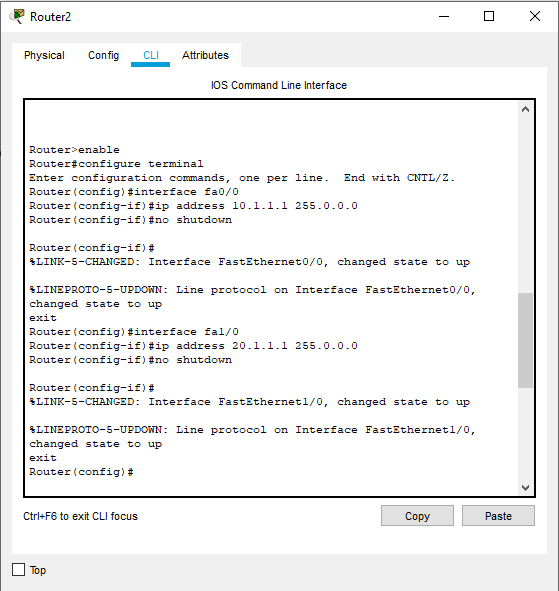 Router2
Physical Config CLI Attributes
IOS Command Line Interface
Router>enable
Router#configure terminal
Enter configuration commands, one per line.  End with CNTL/Z.
Router(config)#interface fa0/0
Router(config-if)#ip address 10.1.1.1 255.0.0.0
Router(config-if)#no shutdown
Router(config-if)#
%LINK-5-CHANGED: Interface FastEthernet0/0, changed state to up
%LINEPROTO-5-UPDOWN: Line protocol on Interface FastEthernet0/0,
changed state to up
exit
Router(config)#interface fa1/0
Router(config-if)#ip address 20.1.1.1 255.0.0.0
Router(config-if)#no shutdown
Router(config-if)#
%LINK-5-CHANGED: Interface FastEthernet1/0, changed state to up
%LINEPROTO-5-UPDOWN: Line protocol on Interface FastEthernet1/0,
changed state to up
exit
Router(config)#
Ctrl+F6 to exit CLI focus Copy Paste
Top